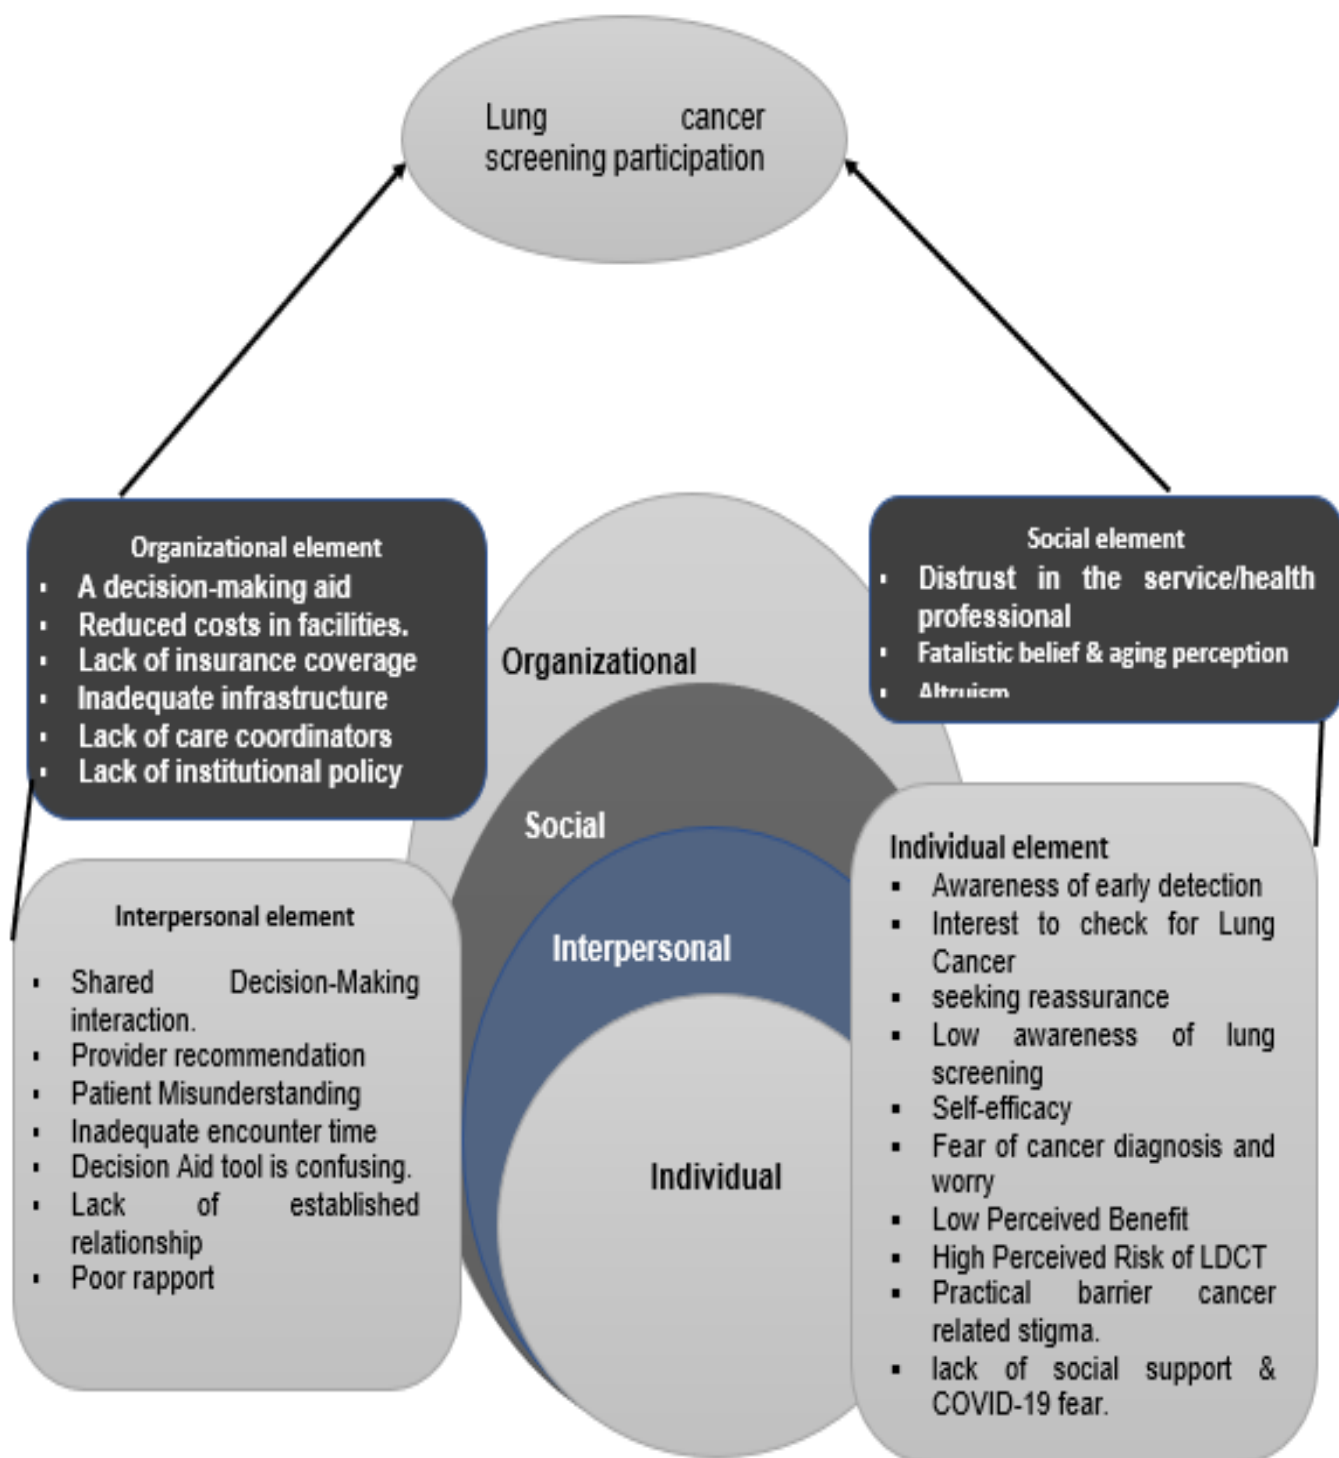 Lung cancer
screening participation
Organizational element
▪ A decision-making aid
▪ Reduced costs in facilities.
▪ Lack of insurance coverage
▪ Inadequate infrastructure
▪ Lack of care coordinators
▪ Lack of institutional policy
Social element
▪ Distrust in the service/health
professional
▪ Fatalistic belief & aging perception
▪ Altruism
Organizational
Social
Interpersonal
Individual
Interpersonal element
▪ Shared Decision-Making
interaction.
▪ Provider recommendation
▪ Patient Misunderstanding
▪ Inadequate encounter time
▪ Decision Aid tool is confusing.
▪ Lack of established
relationship
▪ Poor rapport
Individual element
▪ Awareness of early detection
▪ Interest to check for Lung
Cancer
▪ seeking reassurance
▪ Low awareness of lung
screening
▪ Self-efficacy
▪ Fear of cancer diagnosis and
worry
▪ Low Perceived Benefit
▪ High Perceived Risk of LDCT
▪ Practical barrier cancer
related stigma.
▪ lack of social support &
COVID-19 fear.